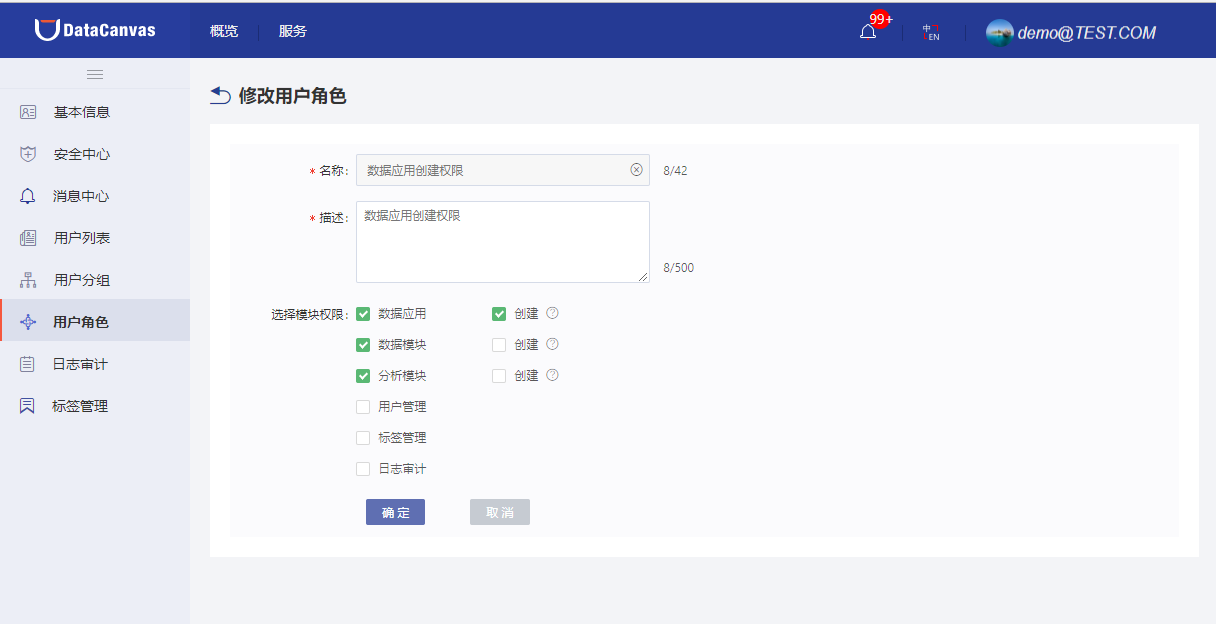 DataCanvas 概览 服务 99+ 中 EN demo@TEST.COM
基本信息
安全中心
消息中心
用户列表
用户分组
用户角色
日志审计
标签管理
修改用户角色
* 名称: 数据应用创建权限 8/42
* 描述: 数据应用创建权限
8/500
选择模块权限: 数据应用 创建 ?
数据模块 创建 ?
分析模块 创建 ?
用户管理
标签管理
日志审计
确定 取消